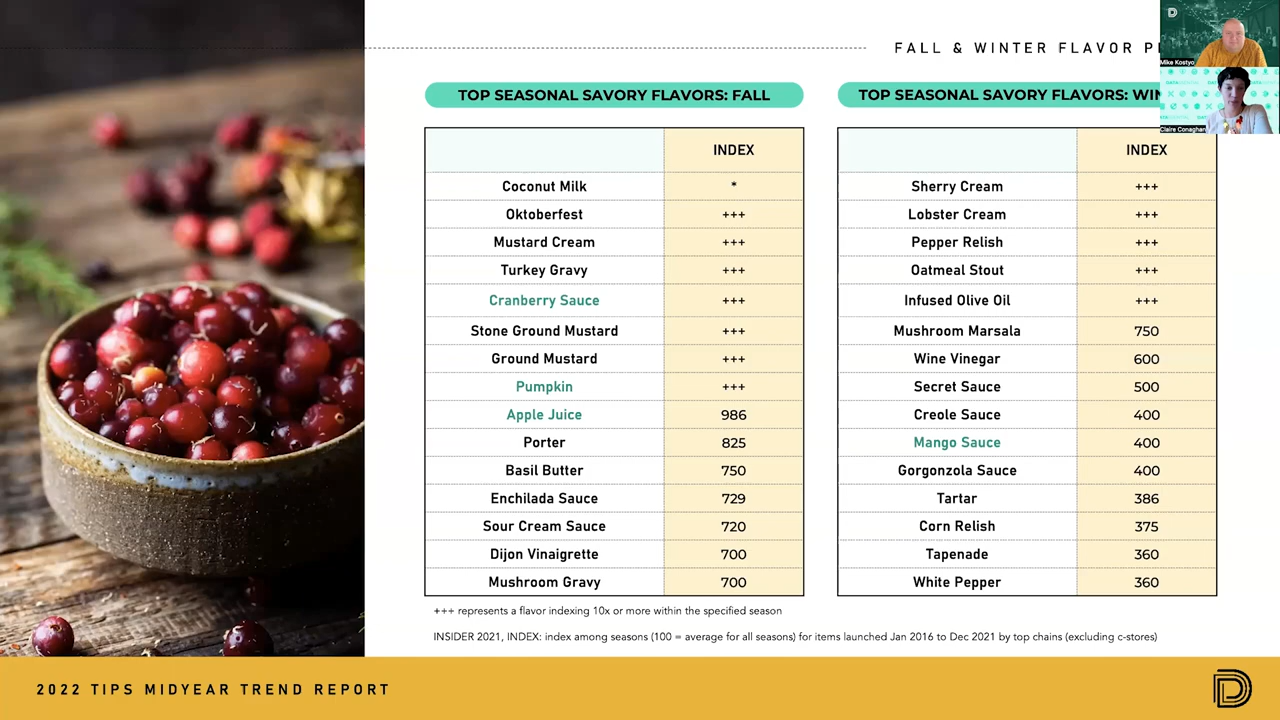 FALL & WINTER FLAVOR
Mike Kostyo
Claire Conaghan
TOP SEASONAL SAVORY FLAVORS: FALL
INDEX
Coconut Milk *
Oktoberfest +++
Mustard Cream +++
Turkey Gravy +++
Cranberry Sauce +++
Stone Ground Mustard +++
Ground Mustard +++
Pumpkin +++
Apple Juice 986
Porter 825
Basil Butter 750
Enchilada Sauce 729
Sour Cream Sauce 720
Dijon Vinaigrette 700
Mushroom Gravy 700
TOP SEASONAL SAVORY FLAVORS: WIN
INDEX
Sherry Cream +++
Lobster Cream +++
Pepper Relish +++
Oatmeal Stout +++
Infused Olive Oil +++
Mushroom Marsala 750
Wine Vinegar 600
Secret Sauce 500
Creole Sauce 400
Mango Sauce 400
Gorgonzola Sauce 400
Tartar 386
Corn Relish 375
Tapenade 360
White Pepper 360
+++ represents a flavor indexing 10x or more within the specified season
INSIDER 2021, INDEX: index among seasons (100 = average for all seasons) for items launched Jan 2016 to Dec 2021 by top chains (excluding c-stores)
2022 TIPS MIDYEAR TREND REPORT